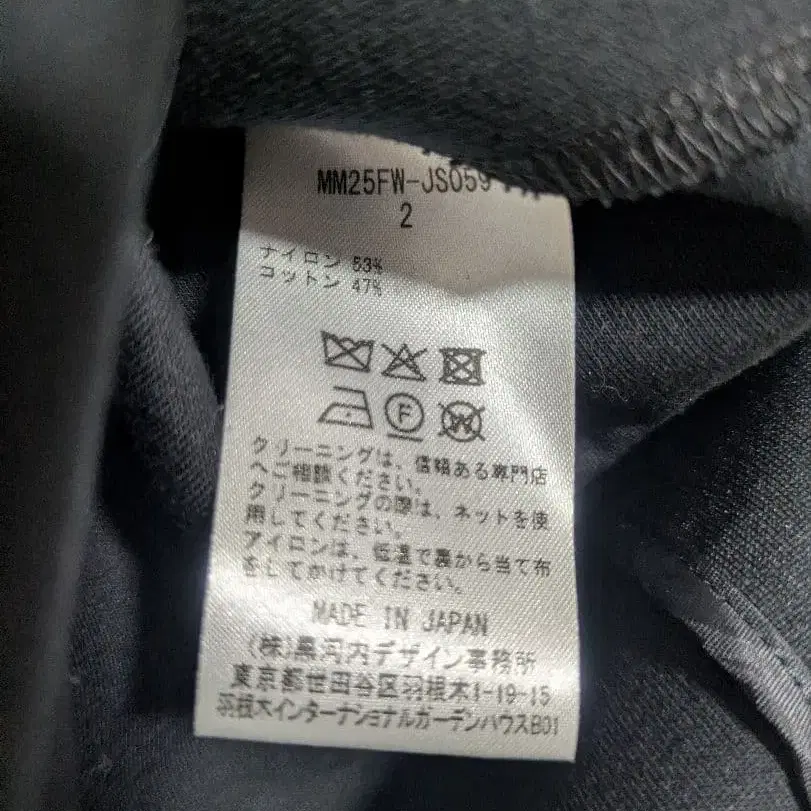 MM25FW-JS059
2
ナイロン 53%
コットン 47%
F
W
クリーニングは、信頼ある専門店
へご相談ください。
クリーニングの際は、ネットを使
用してください。
アイロンは、低温で裏から当て布
をしてかけてください。
MADE IN JAPAN
(株)黒河内デザイン事務所
東京都世田谷区羽根木1-19-15
羽根木インターナショナルガーデンハウスB01